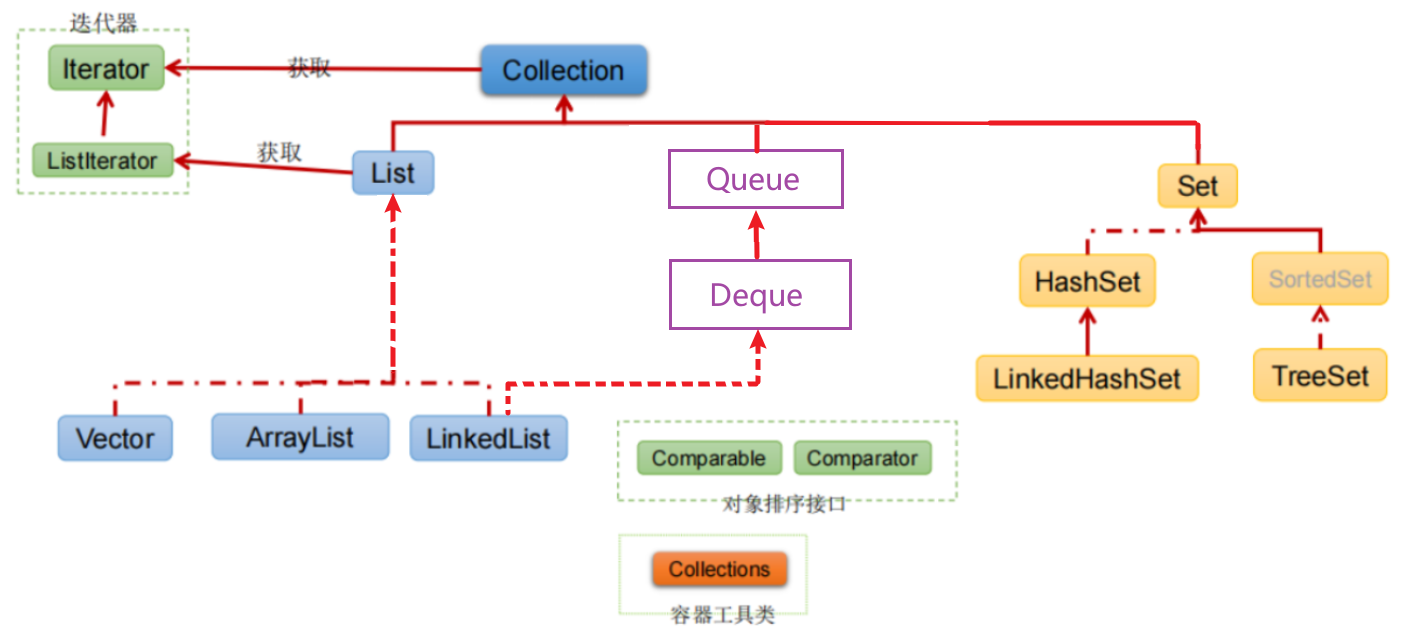 迭代器
Iterator
获取
Collection
ListIterator
获取
List
Queue
Set
Deque
HashSet
SortedSet
LinkedHashSet
TreeSet
Vector
ArrayList
LinkedList
Comparable
Comparator
对象排序接口
Collections
容器工具类